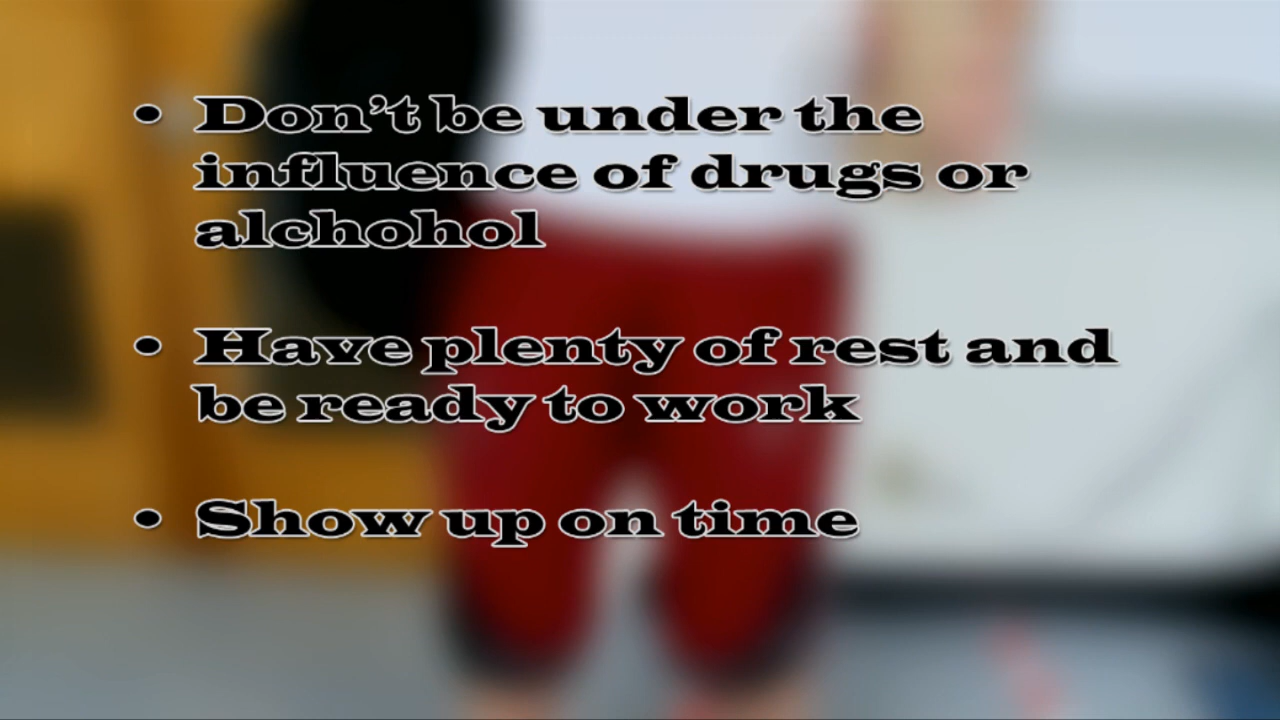 • Don't be under the
influence of drugs or
alchohol
• Have plenty of rest and
be ready to work
• Show up on time